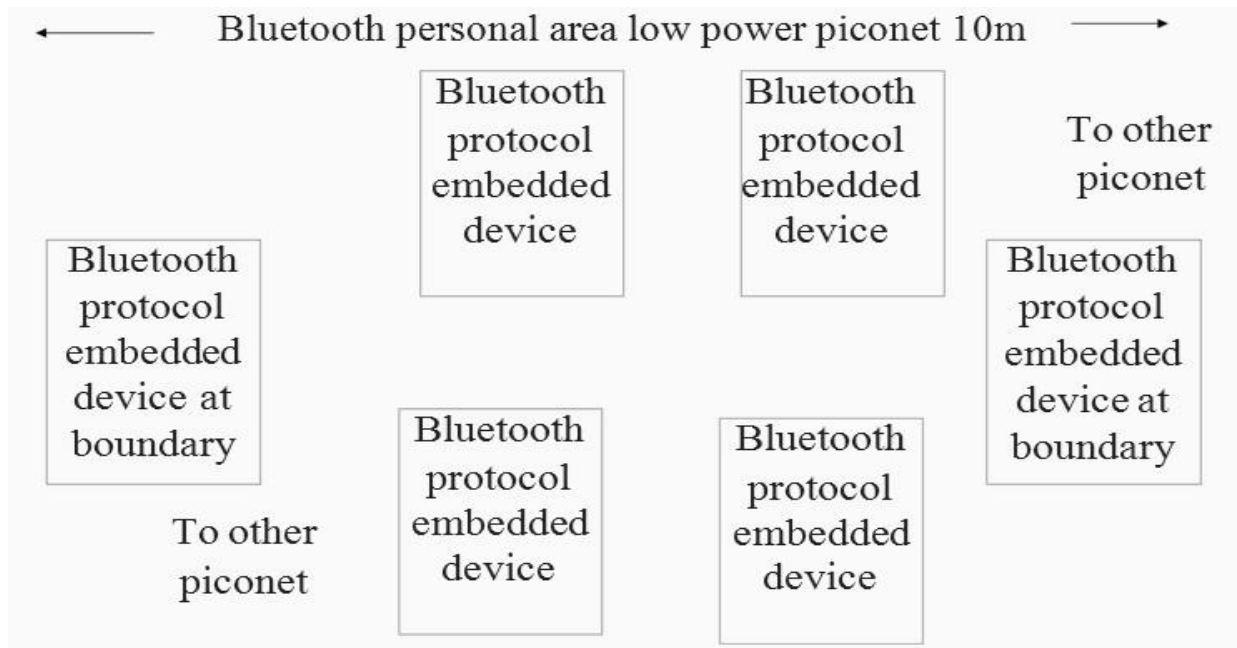 Bluetooth personal area low power piconet 10m
Bluetooth
protocol
embedded
device
Bluetooth
protocol
embedded
device
To other
piconet
Bluetooth
protocol
embedded
device at
boundary
Bluetooth
protocol
embedded
device at
boundary
Bluetooth
protocol
embedded
device
Bluetooth
protocol
embedded
device
To other
piconet